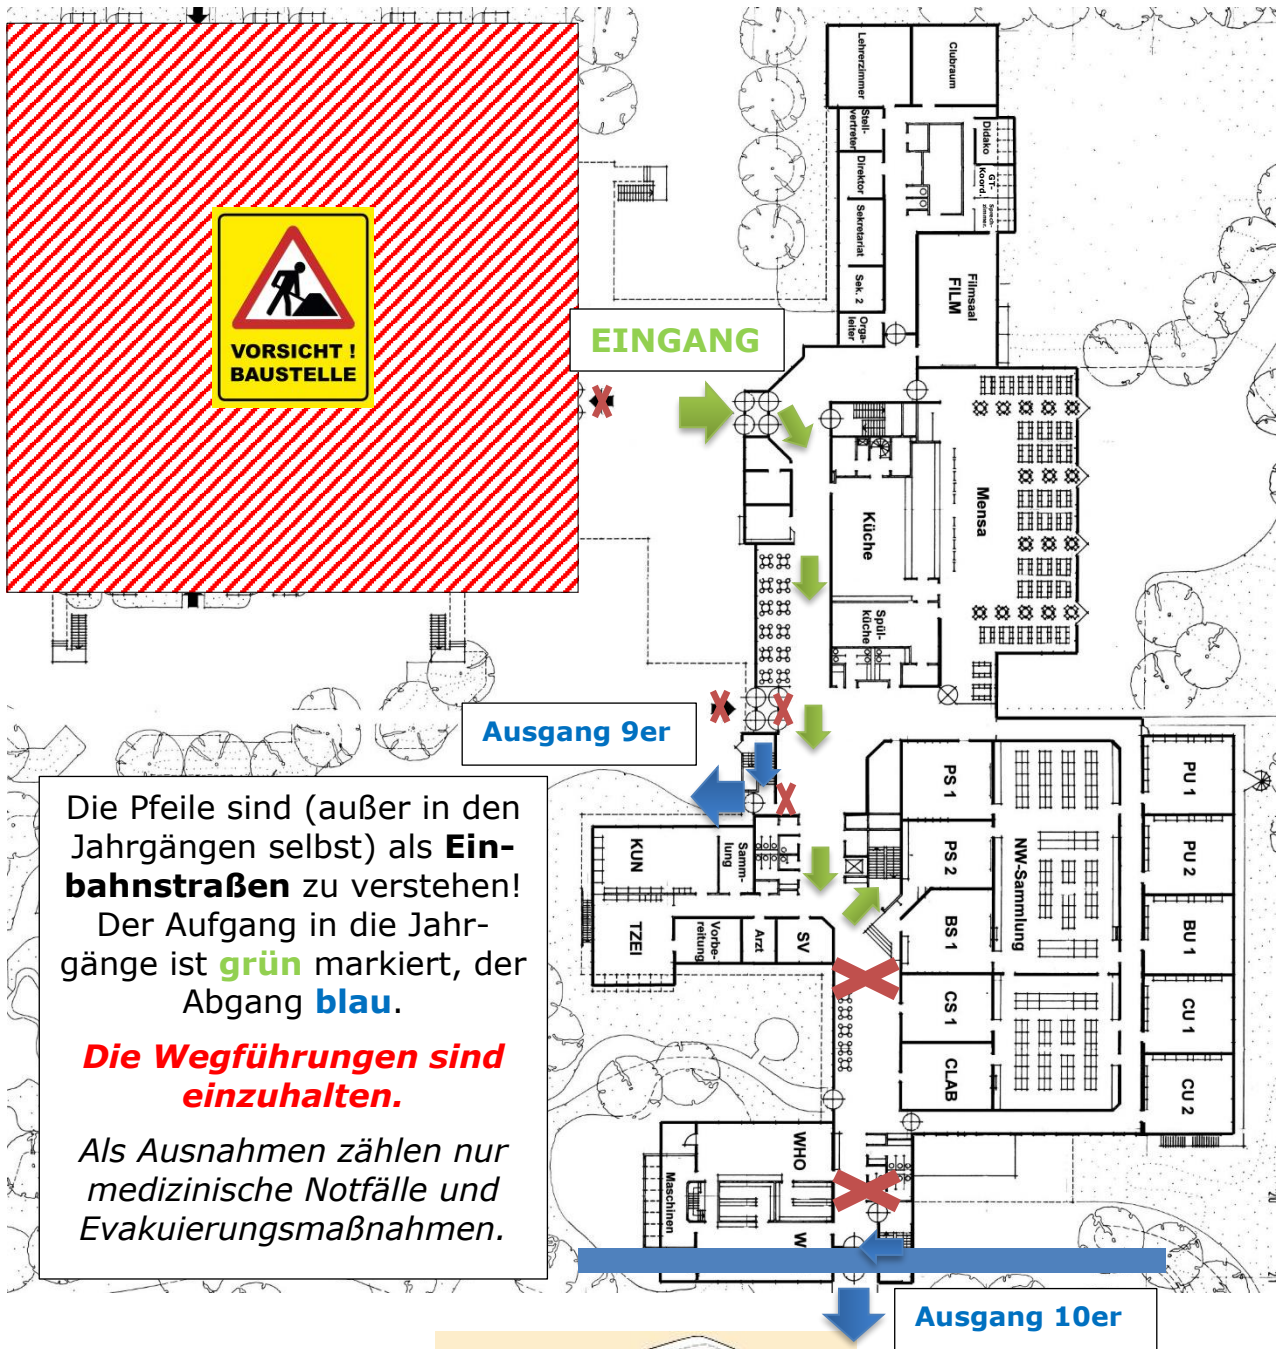 Lehrerzimmer
Clubraum
Stell-
vertreter
Didako
Direktor
GT-
Koord.
Sprech-
zimmer.
Sekretariat
Sek. 2
Filmsaal
FILM
Orga-
leiter
VORSICHT !
BAUSTELLE
EINGANG
Küche
Mensa
Spül-
küche
Ausgang 9er
PS 1
PU 1
PS 2
PU 2
NW-Sammlung
BS 1
BU 1
CS 1
CU 1
CLAB
CU 2
KUN
Samm-
lung
TZEI
Vorbe-
reitung
Arzt
SV
Die Pfeile sind (außer in den
Jahrgängen selbst) als Ein-
bahnstraßen zu verstehen!
Der Aufgang in die Jahr-
gänge ist grün markiert, der
Abgang blau.
Die Wegführungen sind
einzuhalten.
Als Ausnahmen zählen nur
medizinische Notfälle und
Evakuierungsmaßnahmen.
WHO
Maschinen
W
Ausgang 10er